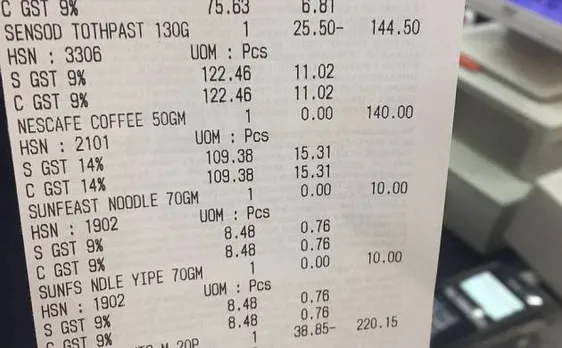 C GST 9% 75.63 6.81
SENSOD TOTHPAST 130G 1 25.50- 144.50
HSN : 3306 UOM : Pcs
S GST 9% 122.46 11.02
C GST 9% 122.46 11.02
NESCAFE COFFEE 50GM 1 0.00 140.00
HSN : 2101 UOM : Pcs
S GST 14% 109.38 15.31
C GST 14% 109.38 15.31
SUNFEAST NOODLE 70GM 1 0.00 10.00
HSN : 1902 UOM : Pcs
S GST 9% 8.48 0.76
C GST 9% 8.48 0.76
SUNFS NDLE YIPE 70GM 1 0.00 10.00
HSN : 1902 UOM : Pcs
S GST 9% 8.48 0.76
C GST 9% 8.48 0.76
M 20P 1 38.85- 220.15